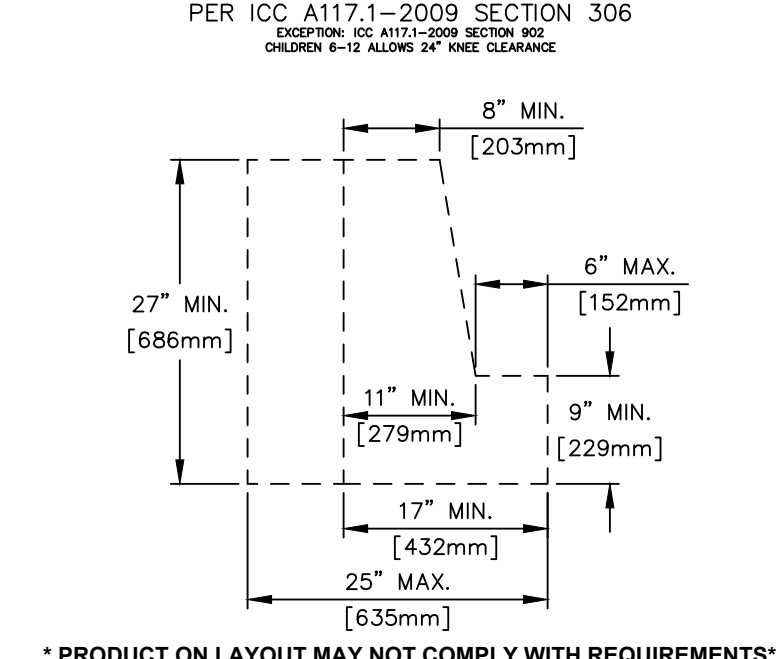 PER ICC A117.1–2009 SECTION 306
EXCEPTION: ICC A117.1–2009 SECTION 902
CHILDREN 6–12 ALLOWS 24" KNEE CLEARANCE
8" MIN.
[203mm]
6" MAX.
[152mm]
27" MIN.
[686mm]
11" MIN.
[279mm]
9" MIN.
[229mm]
17" MIN.
[432mm]
25" MAX.
[635mm]
* PRODUCT ON LAYOUT MAY NOT COMPLY WITH REQUIREMENTS*